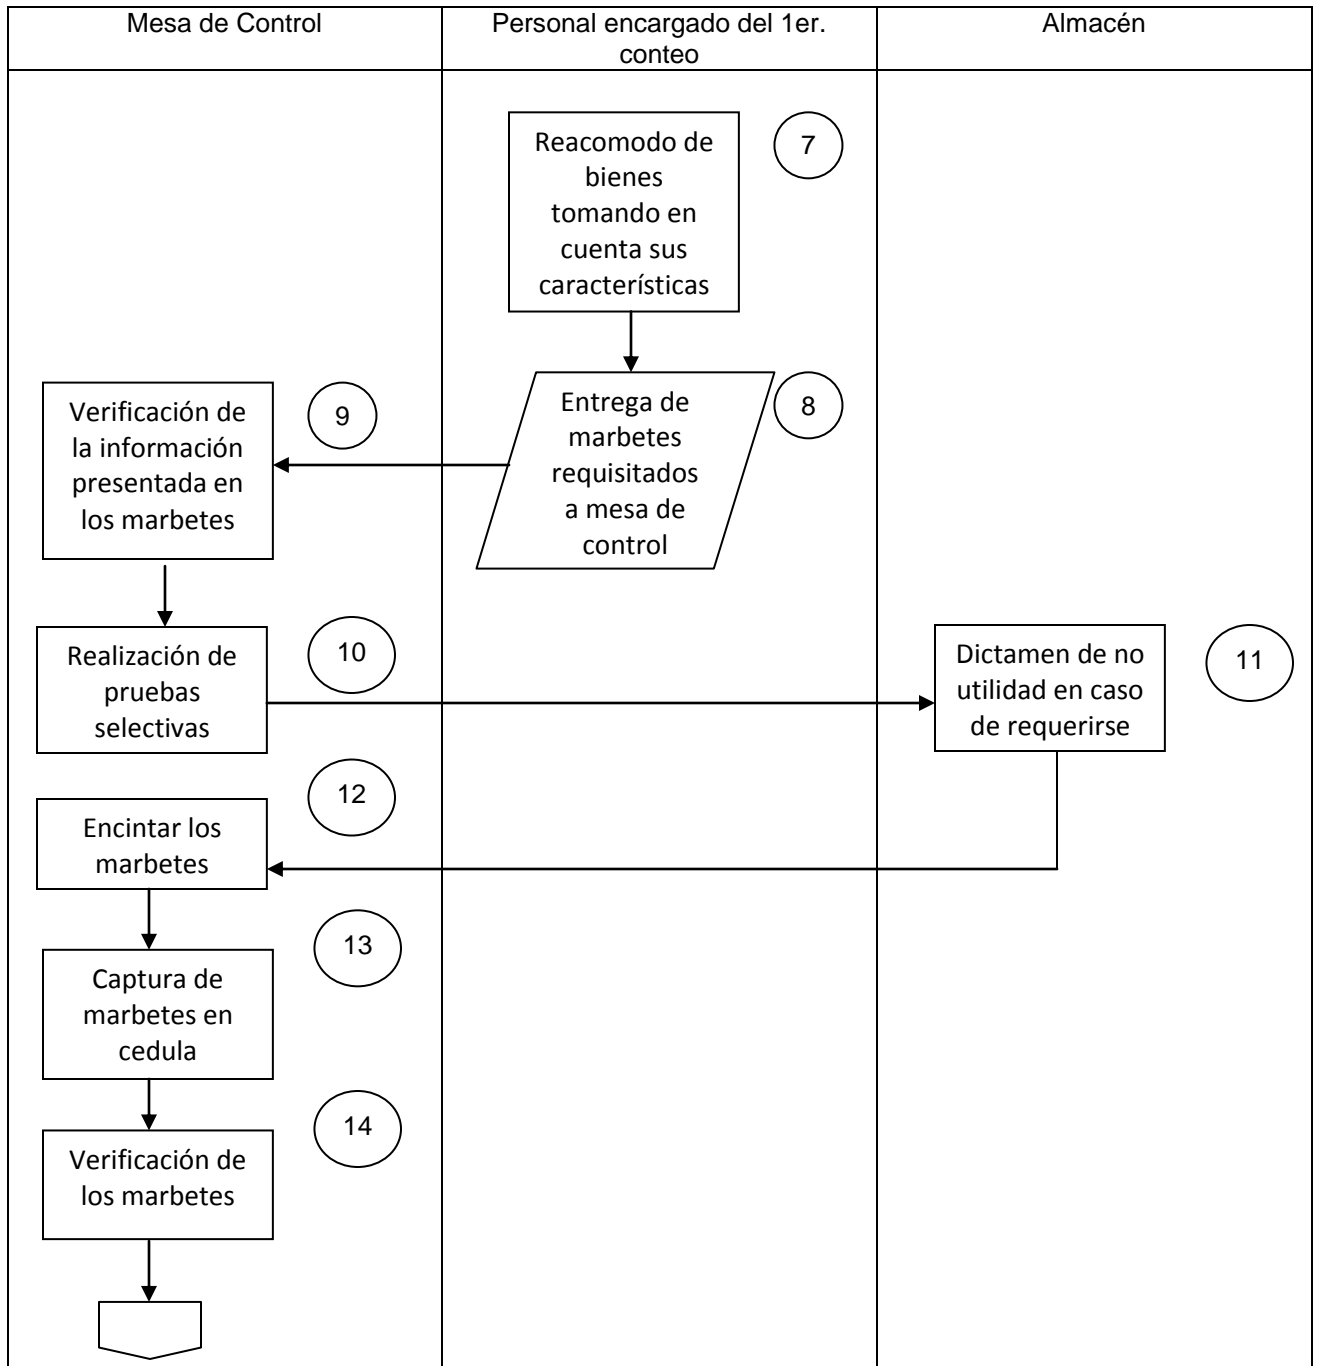 Mesa de Control
Personal encargado del 1er.
conteo
Almacén
Reacomodo de
bienes
tomando en
cuenta sus
características
7
Entrega de
marbetes
requisitados
a mesa de
control
8
Verificación de
la información
presentada en
los marbetes
9
Realización de
pruebas
selectivas
10
Dictamen de no
utilidad en caso
de requerirse
11
Encintar los
marbetes
12
Captura de
marbetes en
cedula
13
Verificación de
los marbetes
14